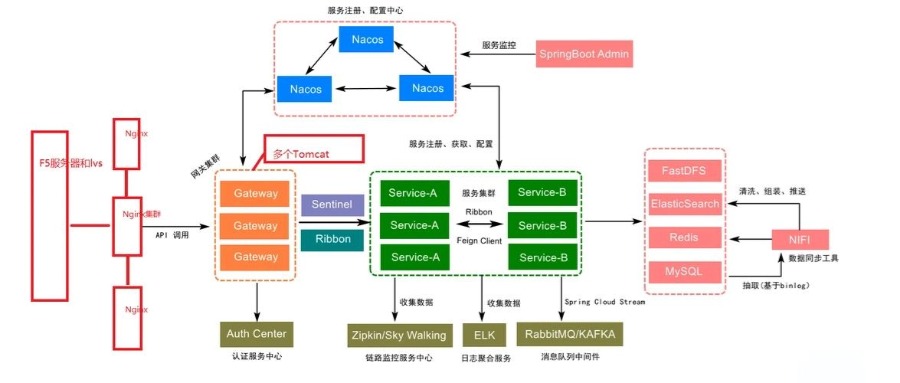 服务注册、配置中心
Nacos
Nacos
Nacos
服务监控
SpringBoot Admin
F5服务器和lvs
Nginx
Nginx集群
Nginx
API 调用
网关集群
多个Tomcat
Gateway
Gateway
Gateway
Sentinel
Ribbon
服务注册、获取、配置
Service-A
Service-A
Service-A
服务集群
Ribbon
Feign Client
Service-B
Service-B
Service-B
FastDFS
ElasticSearch
Redis
MySQL
清洗、组装、推送
NIFI
数据同步工具
抽取(基于binlog)
收集数据
收集数据
Spring Cloud Stream
Auth Center
认证服务中心
Zipkin/Sky Walking
链路监控服务中心
ELK
日志聚合服务
RabbitMQ/KAFKA
消息队列中间件